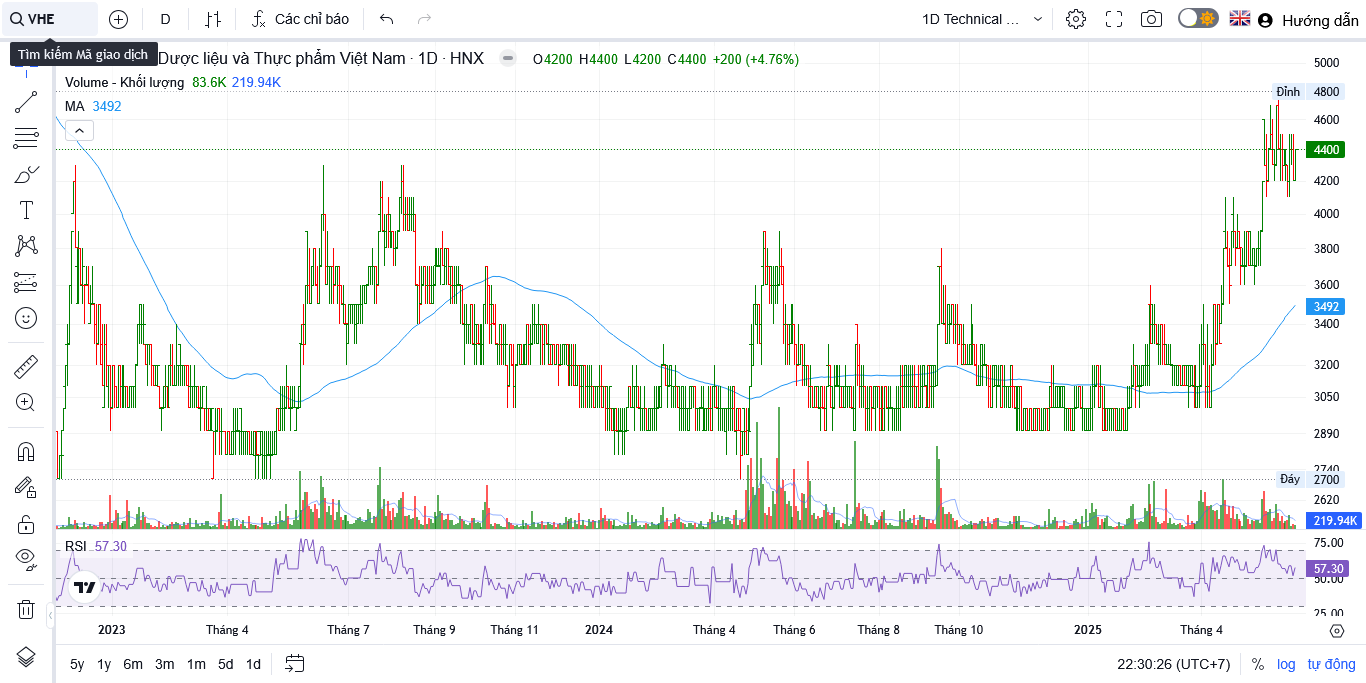 VHE
D
Các chỉ báo
1D Technical ...
Hướng dẫn
Tìm kiếm Mã giao dịch
Dược liệu và Thực phẩm Việt Nam · 1D · HNX
O4200 H4400 L4200 C4400 +200 (+4.76%)
Volume - Khối lượng 83.6K 219.94K
MA 3492
5000
Đỉnh 4800
4600
4400
4200
4000
3800
3600
3492
3400
3200
3050
2890
2740
Đáy 2700
2620
219.94K
RSI 57.30
75.00
57.30
50.00
25.00
2023 Tháng 4 Tháng 7 Tháng 9 Tháng 11 2024 Tháng 4 Tháng 6 Tháng 8 Tháng 10 2025 Tháng 4
5y 1y 6m 3m 1m 5d 1d
22:30:26 (UTC+7) % log tự động